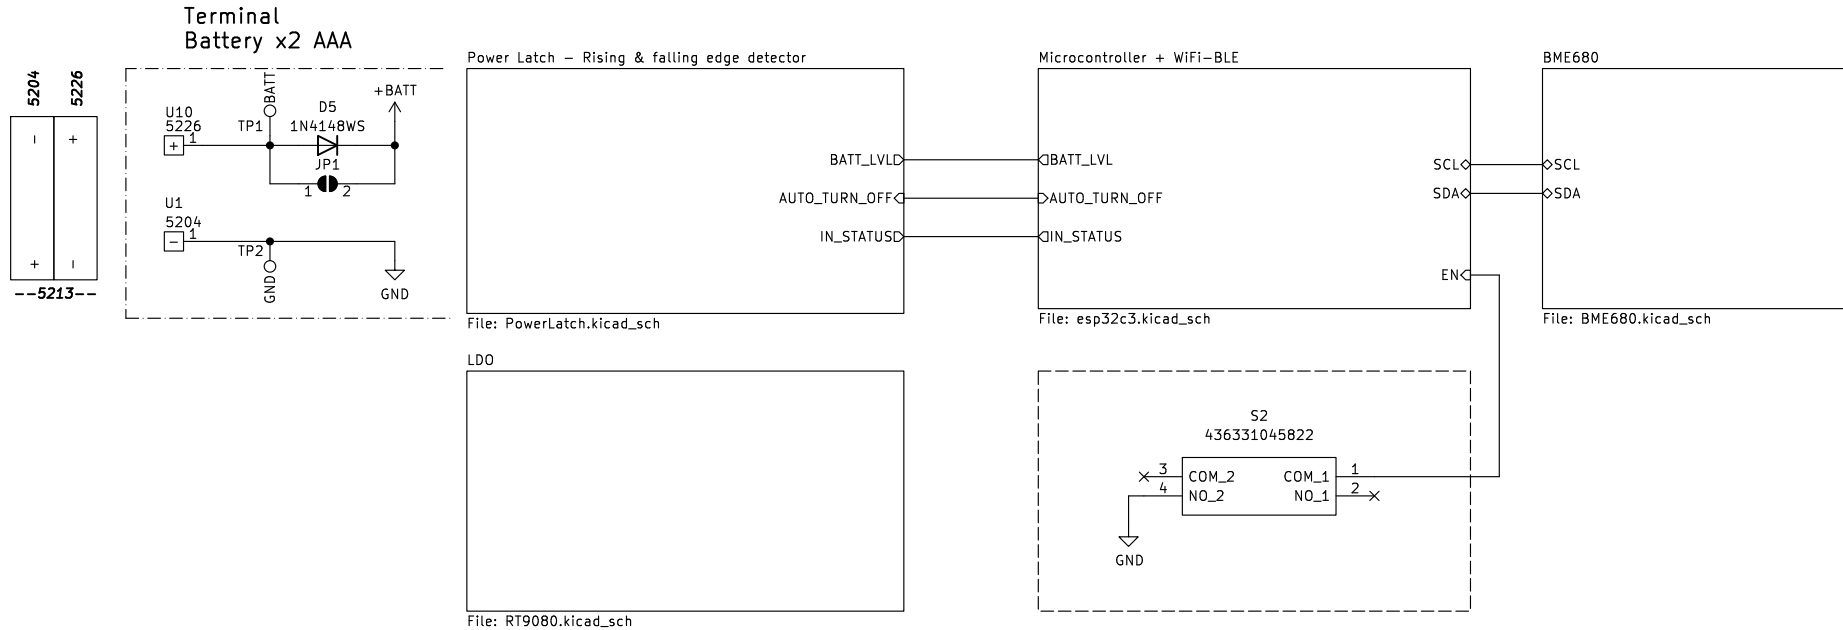 Terminal
Battery x2 AAA
5204
5226
-
+
+
-
--5213--
BATT
+BATT
U10
5226
+
1
TP1
D5
1N4148WS
JP1
1
2
U1
5204
-
1
TP2
GND
GND
Power Latch - Rising & falling edge detector
BATT_LVL
AUTO_TURN_OFF
IN_STATUS
File: PowerLatch.kicad_sch
Microcontroller + WiFi-BLE
BATT_LVL
AUTO_TURN_OFF
IN_STATUS
SCL
SDA
EN
File: esp32c3.kicad_sch
BME680
SCL
SDA
File: BME680.kicad_sch
LDO
File: RT9080.kicad_sch
S2
436331045822
3
COM_2
COM_1
1
4
NO_2
NO_1
2
GND